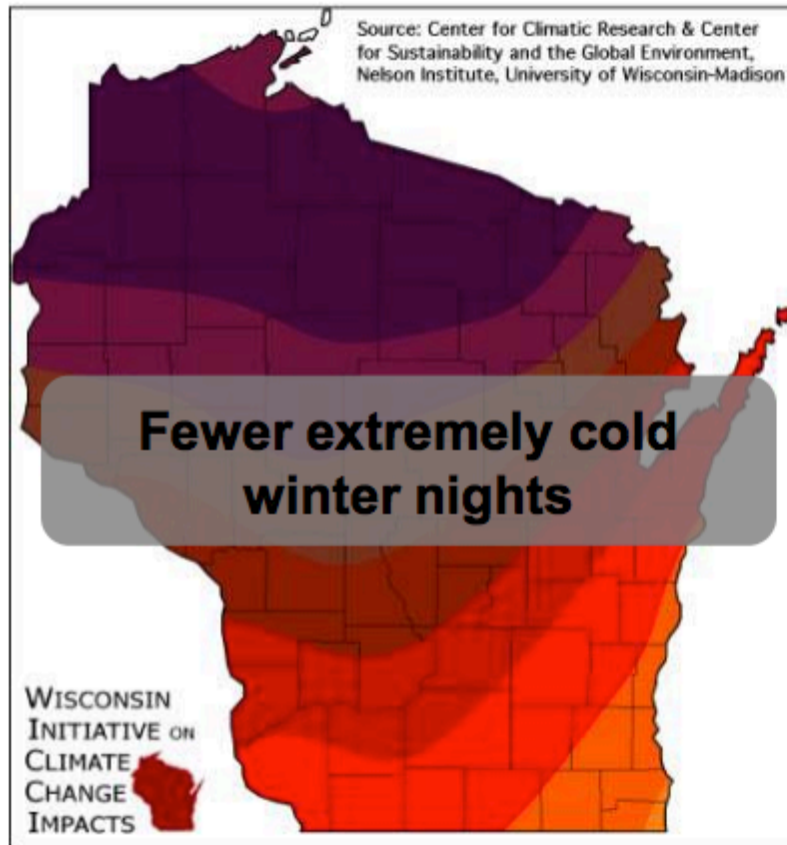 Source: Center for Climatic Research & Center
for Sustainability and the Global Environment,
Nelson Institute, University of Wisconsin-Madison
Fewer extremely cold
winter nights
WISCONSIN
INITIATIVE ON
CLIMATE
CHANGE
IMPACTS